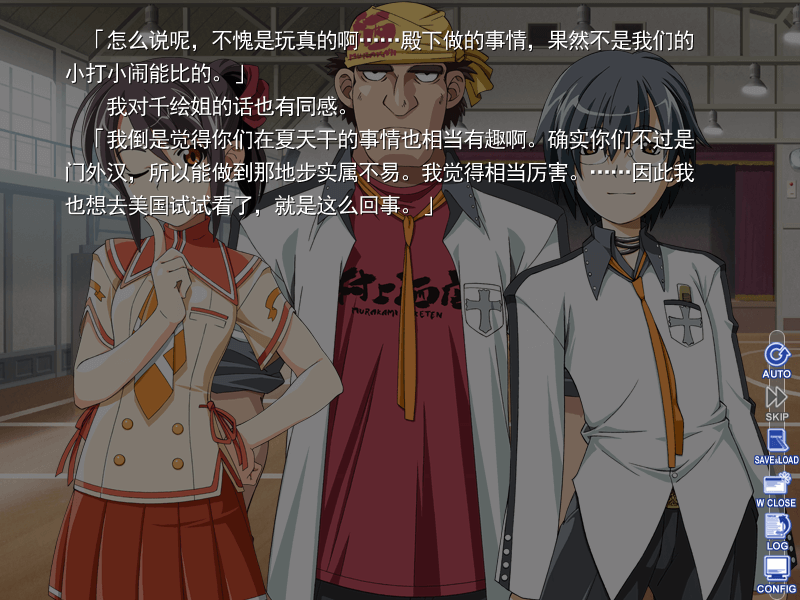 「怎么说呢，不愧是玩真的啊……殿下做的事情，果然不是我们的
小打小闹能比的。」
我对千绘姐的话也有同感。
「我倒是觉得你们在夏天干的事情也相当有趣啊。确实你们不过是
门外汉，所以能做到那地步实属不易。我觉得相当厉害。……因此我
也想去美国试试看了，就是这么回事。」
村上酒店
AUTO
SKIP
SAVE&LOAD
W CLOSE
LOG
CONFIG